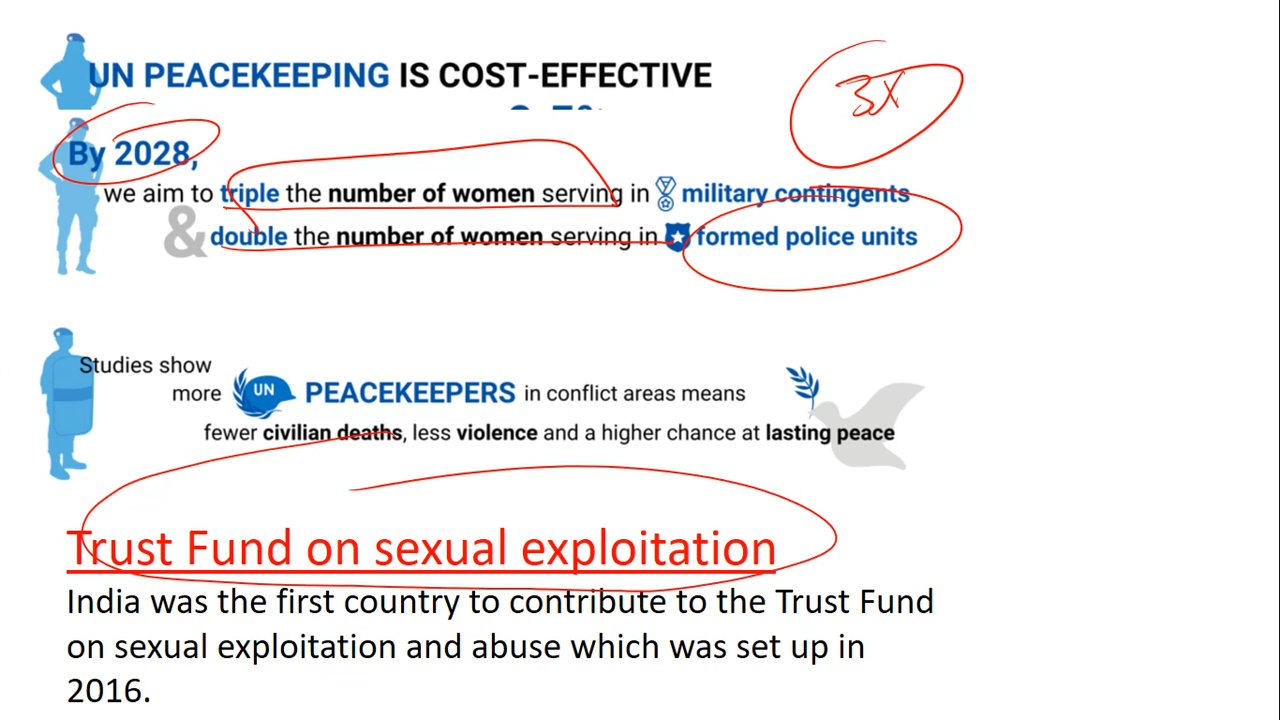 UN PEACEKEEPING IS COST-EFFECTIVE
3X
By 2028,
we aim to triple the number of women serving in military contingents
& double the number of women serving in formed police units
Studies show
more UN PEACEKEEPERS in conflict areas means
fewer civilian deaths, less violence and a higher chance at lasting peace
Trust Fund on sexual exploitation
India was the first country to contribute to the Trust Fund
on sexual exploitation and abuse which was set up in
2016.